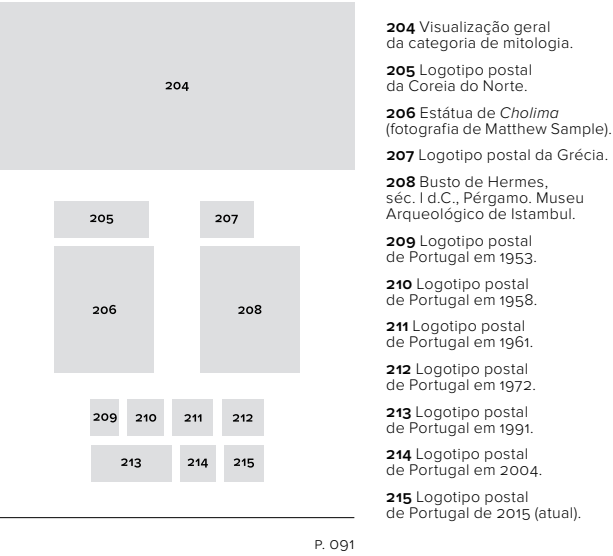 204
205
207
206
208
209 210 211 212
213 214 215
P. 091
204 Visualização geral
da categoria de mitologia.
205 Logotipo postal
da Coreia do Norte.
206 Estátua de Cholima
(fotografia de Matthew Sample).
207 Logotipo postal da Grécia.
208 Busto de Hermes,
séc. I d.C., Pérgamo. Museu
Arqueológico de Istambul.
209 Logotipo postal
de Portugal em 1953.
210 Logotipo postal
de Portugal em 1958.
211 Logotipo postal
de Portugal em 1961.
212 Logotipo postal
de Portugal em 1972.
213 Logotipo postal
de Portugal em 1991.
214 Logotipo postal
de Portugal em 2004.
215 Logotipo postal
de Portugal de 2015 (atual).